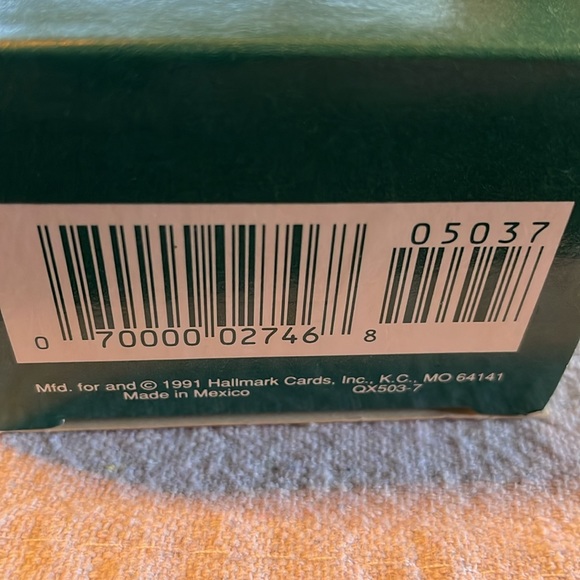 05037
0 70000 02746 8
Mfd. for and © 1991 Hallmark Cards, Inc., K.C., MO 64141
Made in Mexico QX503-7